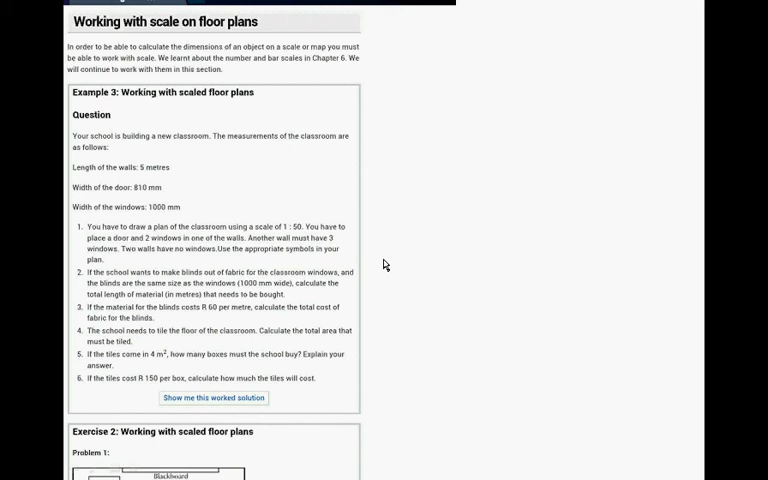 Working with scale on floor plans
In order to be able to calculate the dimensions of an object on a scale or map you must
be able to work with scale. We learnt about the number and bar scales in Chapter 6. We
will continue to work with them in this section.
Example 3: Working with scaled floor plans
Question
Your school is building a new classroom. The measurements of the classroom are
as follows:
Length of the walls: 5 metres
Width of the door: 810 mm
Width of the windows: 1000 mm
1. You have to draw a plan of the classroom using a scale of 1 : 50. You have to
place a door and 2 windows in one of the walls. Another wall must have 3
windows. Two walls have no windows.Use the appropriate symbols in your
plan.
2. If the school wants to make blinds out of fabric for the classroom windows, and
the blinds are the same size as the windows (1000 mm wide), calculate the
total length of material (in metres) that needs to be bought.
3. If the material for the blinds costs R 60 per metre, calculate the total cost of
fabric for the blinds.
4. The school needs to tile the floor of the classroom. Calculate the total area that
must be tiled.
5. If the tiles come in 4 m², how many boxes must the school buy? Explain your
answer.
6. If the tiles cost R 150 per box, calculate how much the tiles will cost.
Show me this worked solution
Exercise 2: Working with scaled floor plans
Problem 1:
Blackboard